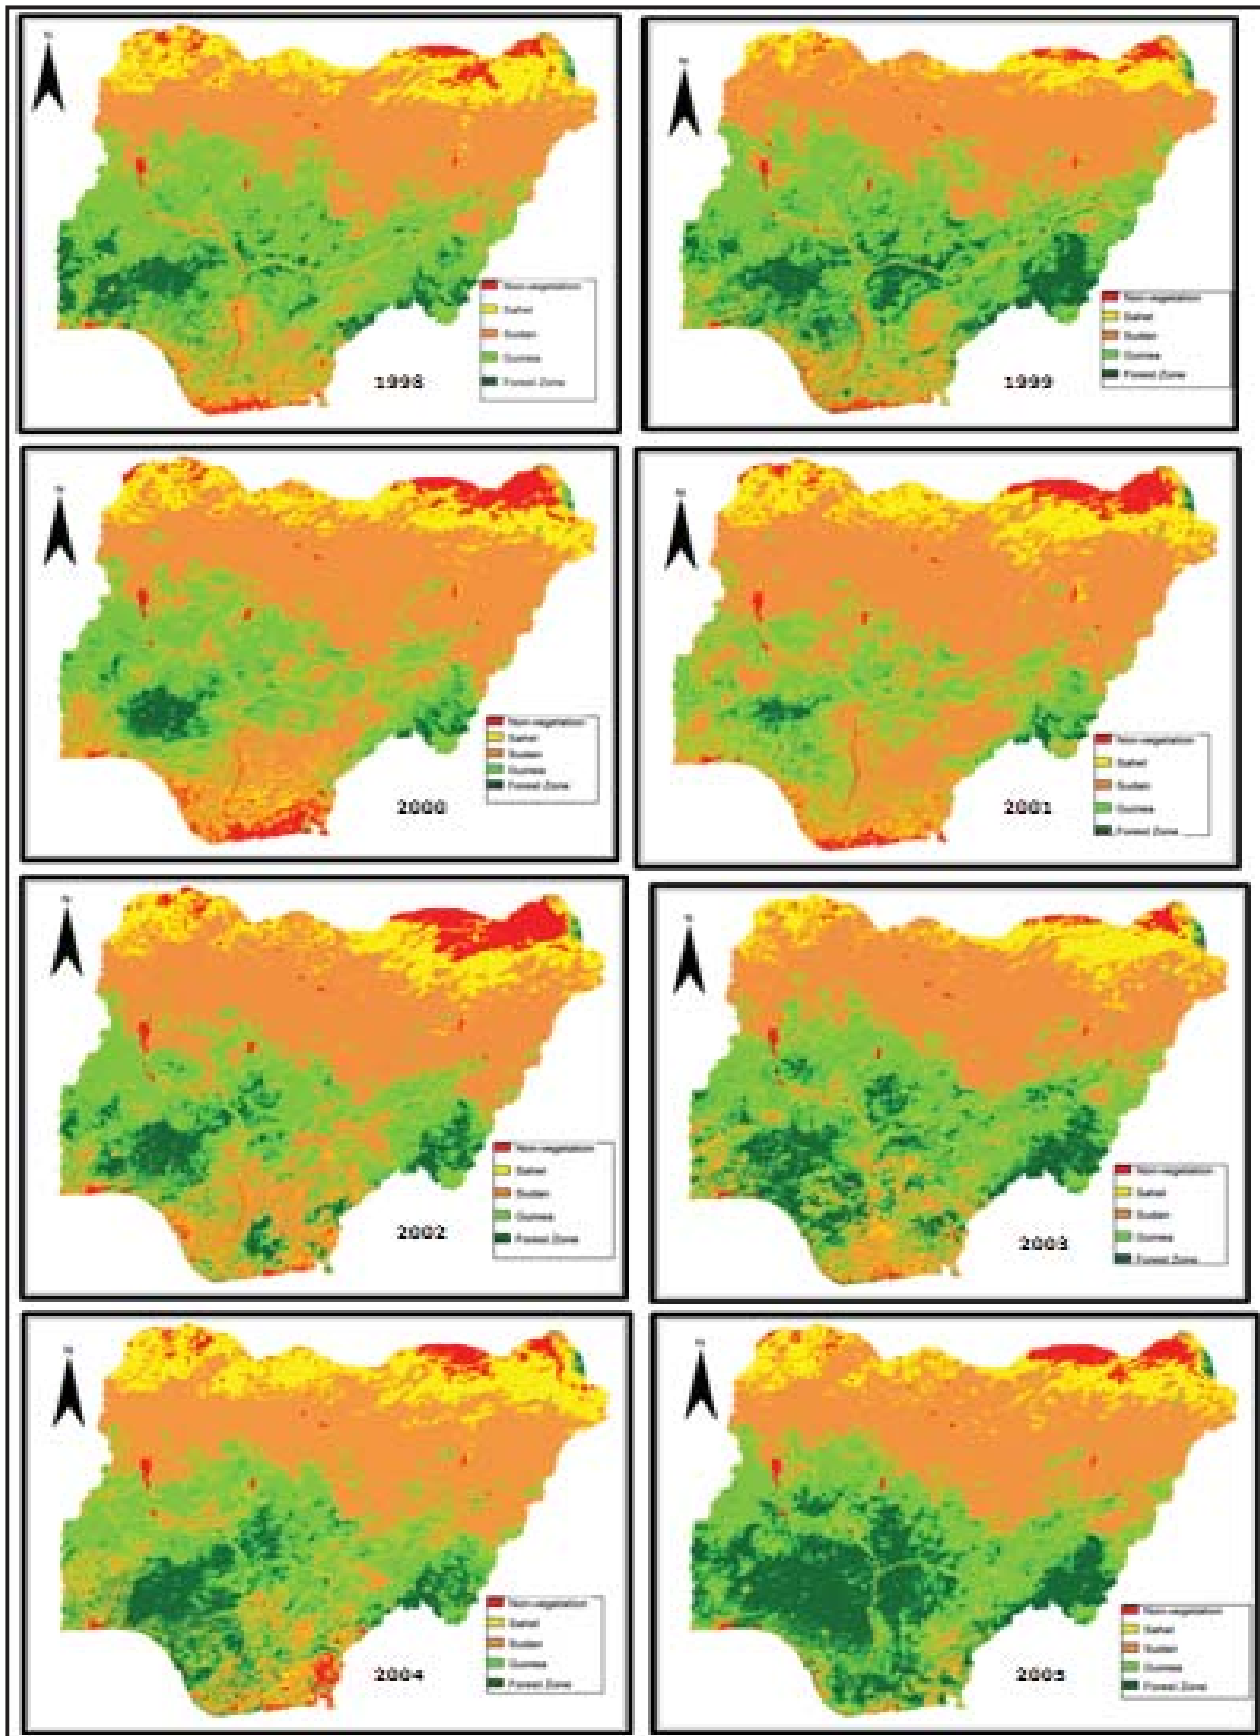 N
Non-vegetation
Sahel
Sudan
Guinea
Forest Zone
1998
N
Non-vegetation
Sahel
Sudan
Guinea
Forest Zone
1999
N
Non-vegetation
Sahel
Sudan
Guinea
Forest Zone
2000
N
Non-vegetation
Sahel
Sudan
Guinea
Forest Zone
2001
N
Non-vegetation
Sahel
Sudan
Guinea
Forest Zone
2002
N
Non-vegetation
Sahel
Sudan
Guinea
Forest Zone
2003
N
Non-vegetation
Sahel
Sudan
Guinea
Forest Zone
2004
N
Non-vegetation
Sahel
Sudan
Guinea
Forest Zone
2005